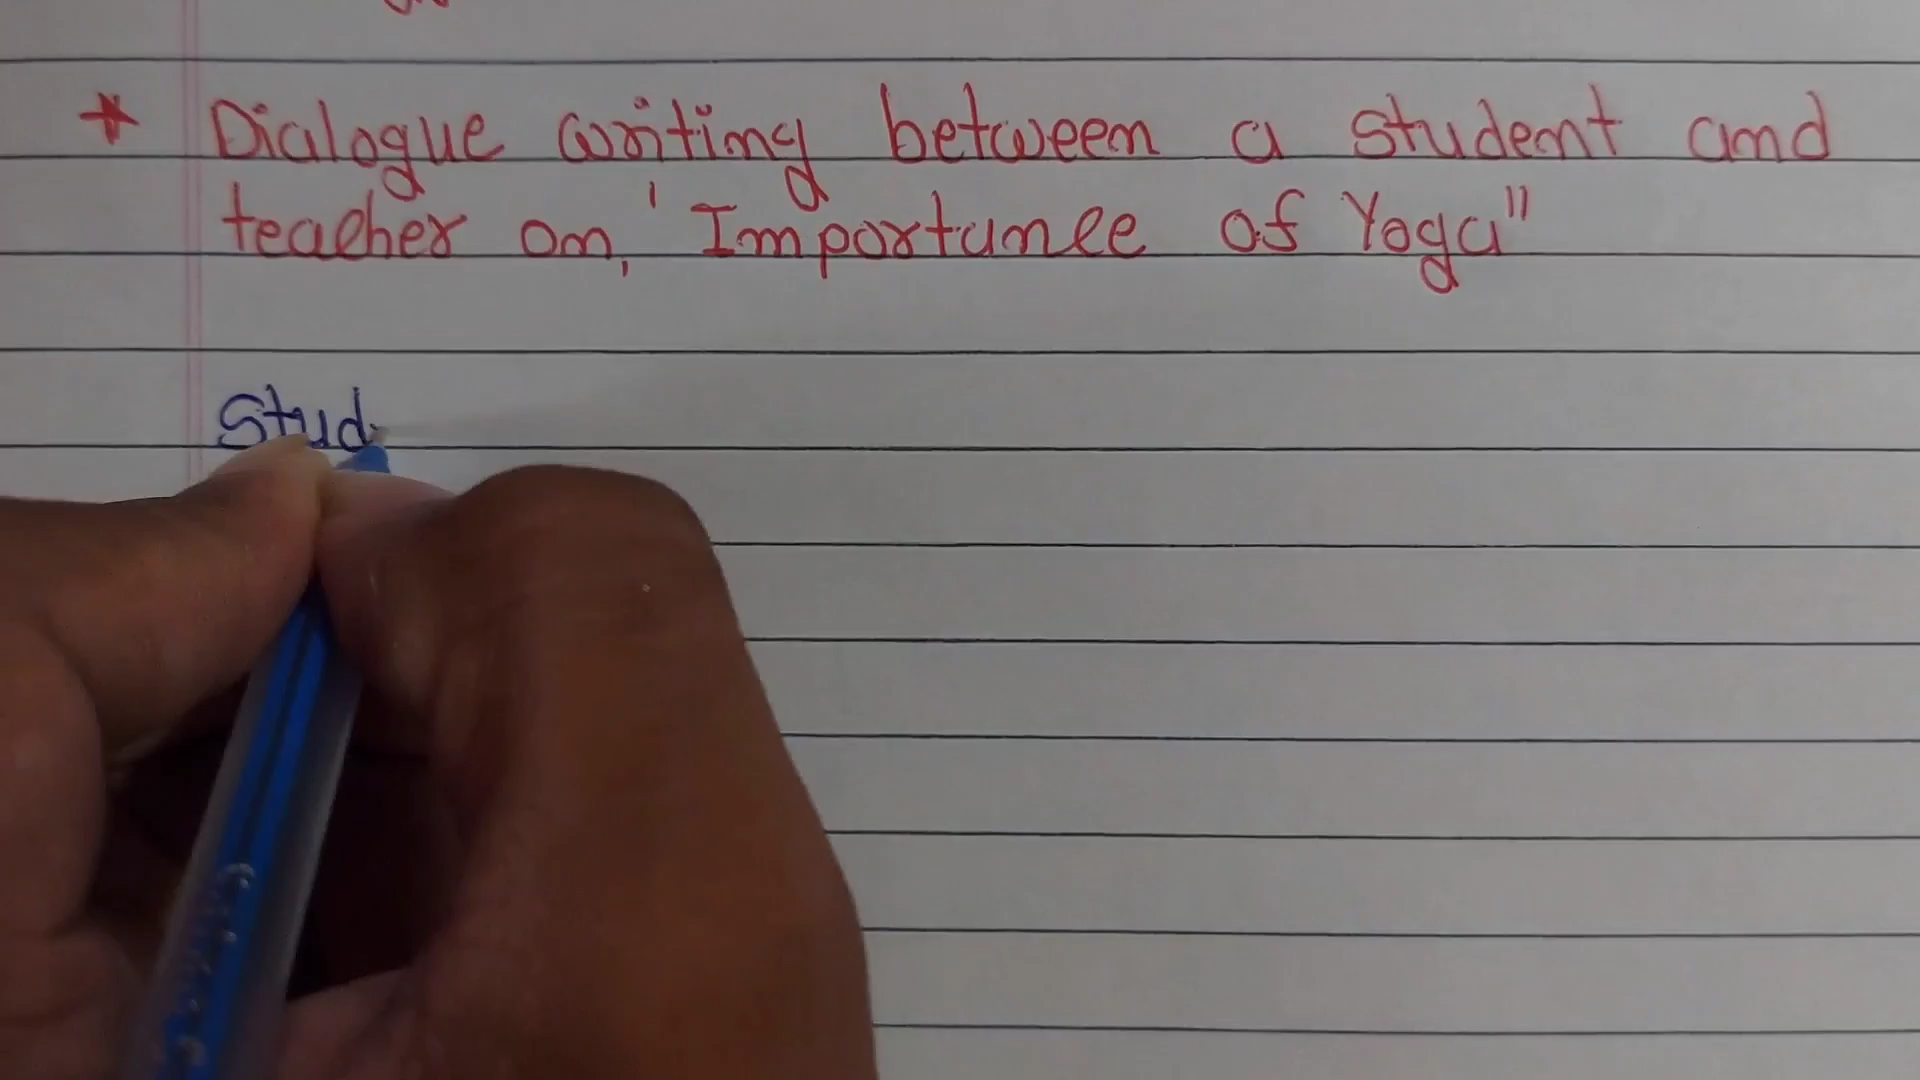 * Dialogue writing between a student and
teacher on, 'Importance of Yoga"
Stud